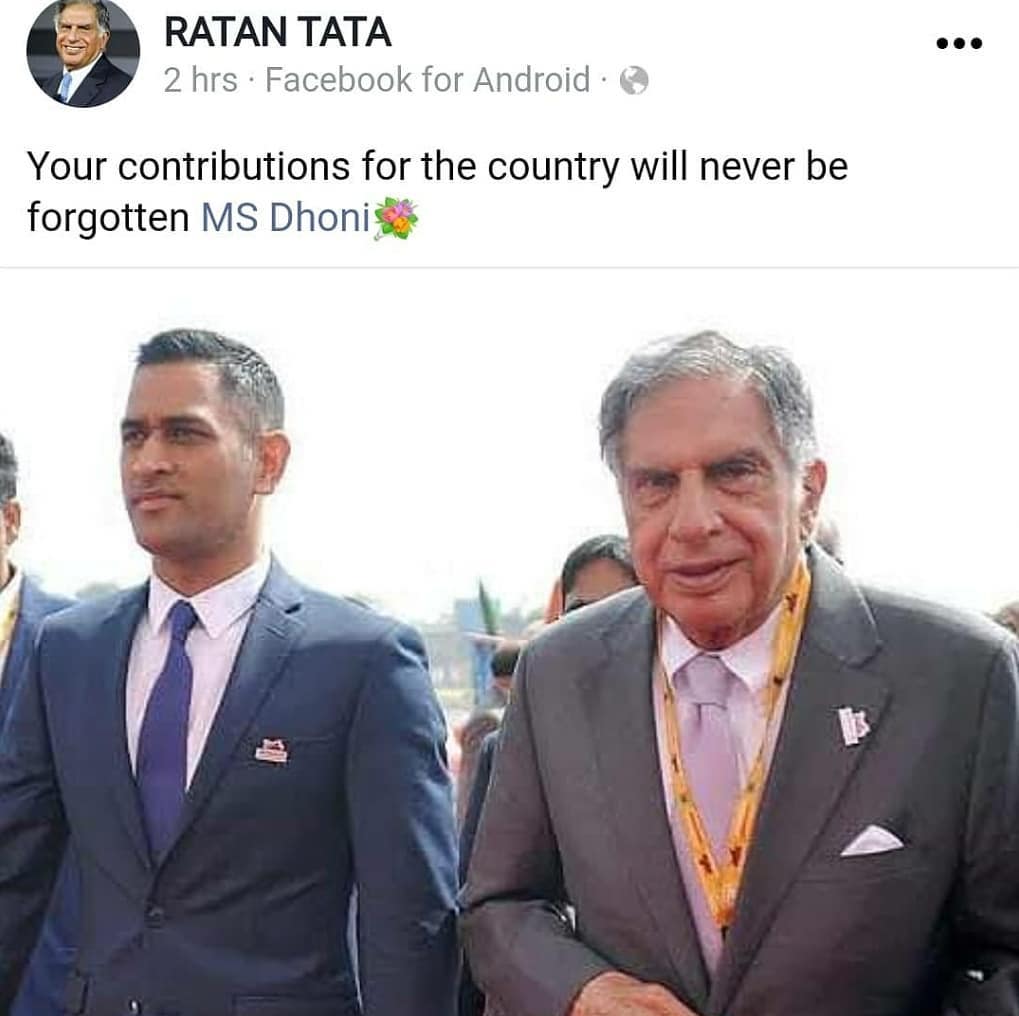 RATAN TATA
2 hrs · Facebook for Android ·
Your contributions for the country will never be
forgotten MS Dhoni💐